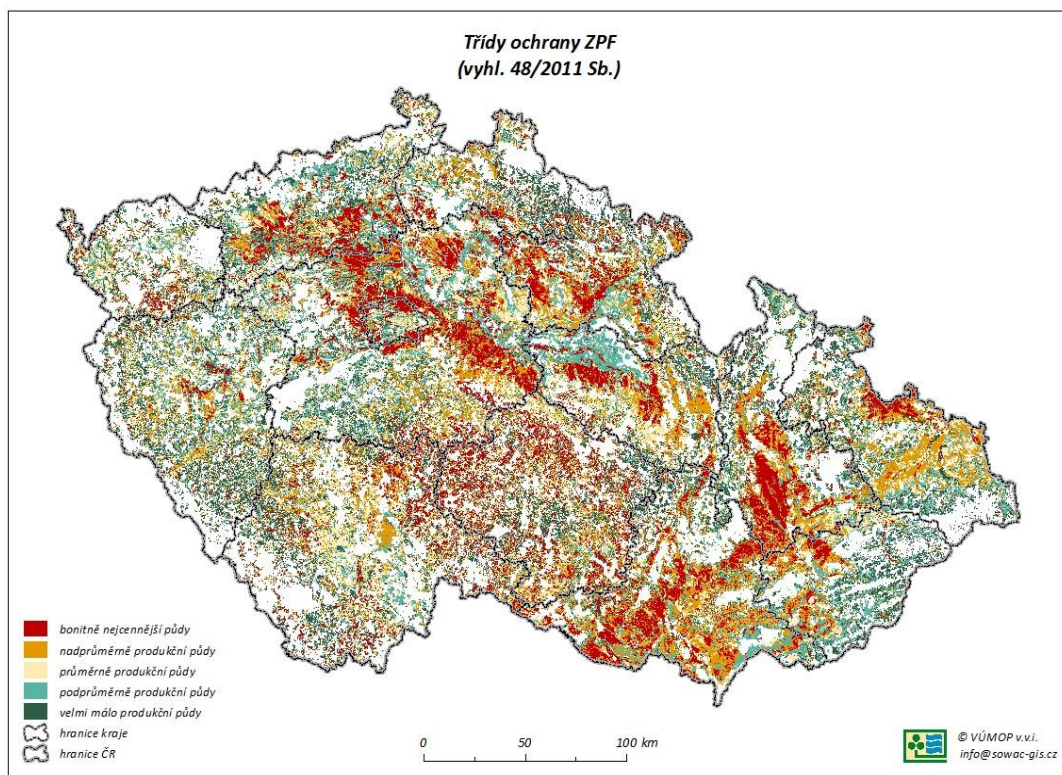 Třídy ochrany ZPF
(vyhl. 48/2011 Sb.)
bonitně nejcennější půdy
nadprůměrně produkční půdy
průměrně produkční půdy
podprůměrně produkční půdy
velmi málo produkční půdy
hranice kraje
hranice ČR
0 50 100 km
© VÚMOP v.v.i.
info@sowac-gis.cz